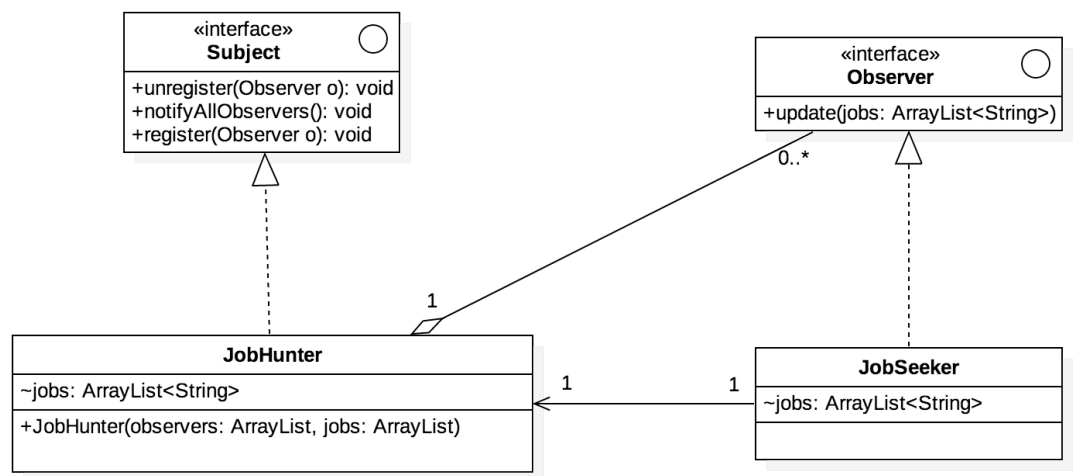 «interface»
Subject
+unregister(Observer o): void
+notifyAllObservers(): void
+register(Observer o): void
«interface»
Observer
+update(jobs: ArrayList<String>)
0..*
1
JobHunter
~jobs: ArrayList<String>
+JobHunter(observers: ArrayList, jobs: ArrayList)
1
1
JobSeeker
~jobs: ArrayList<String>